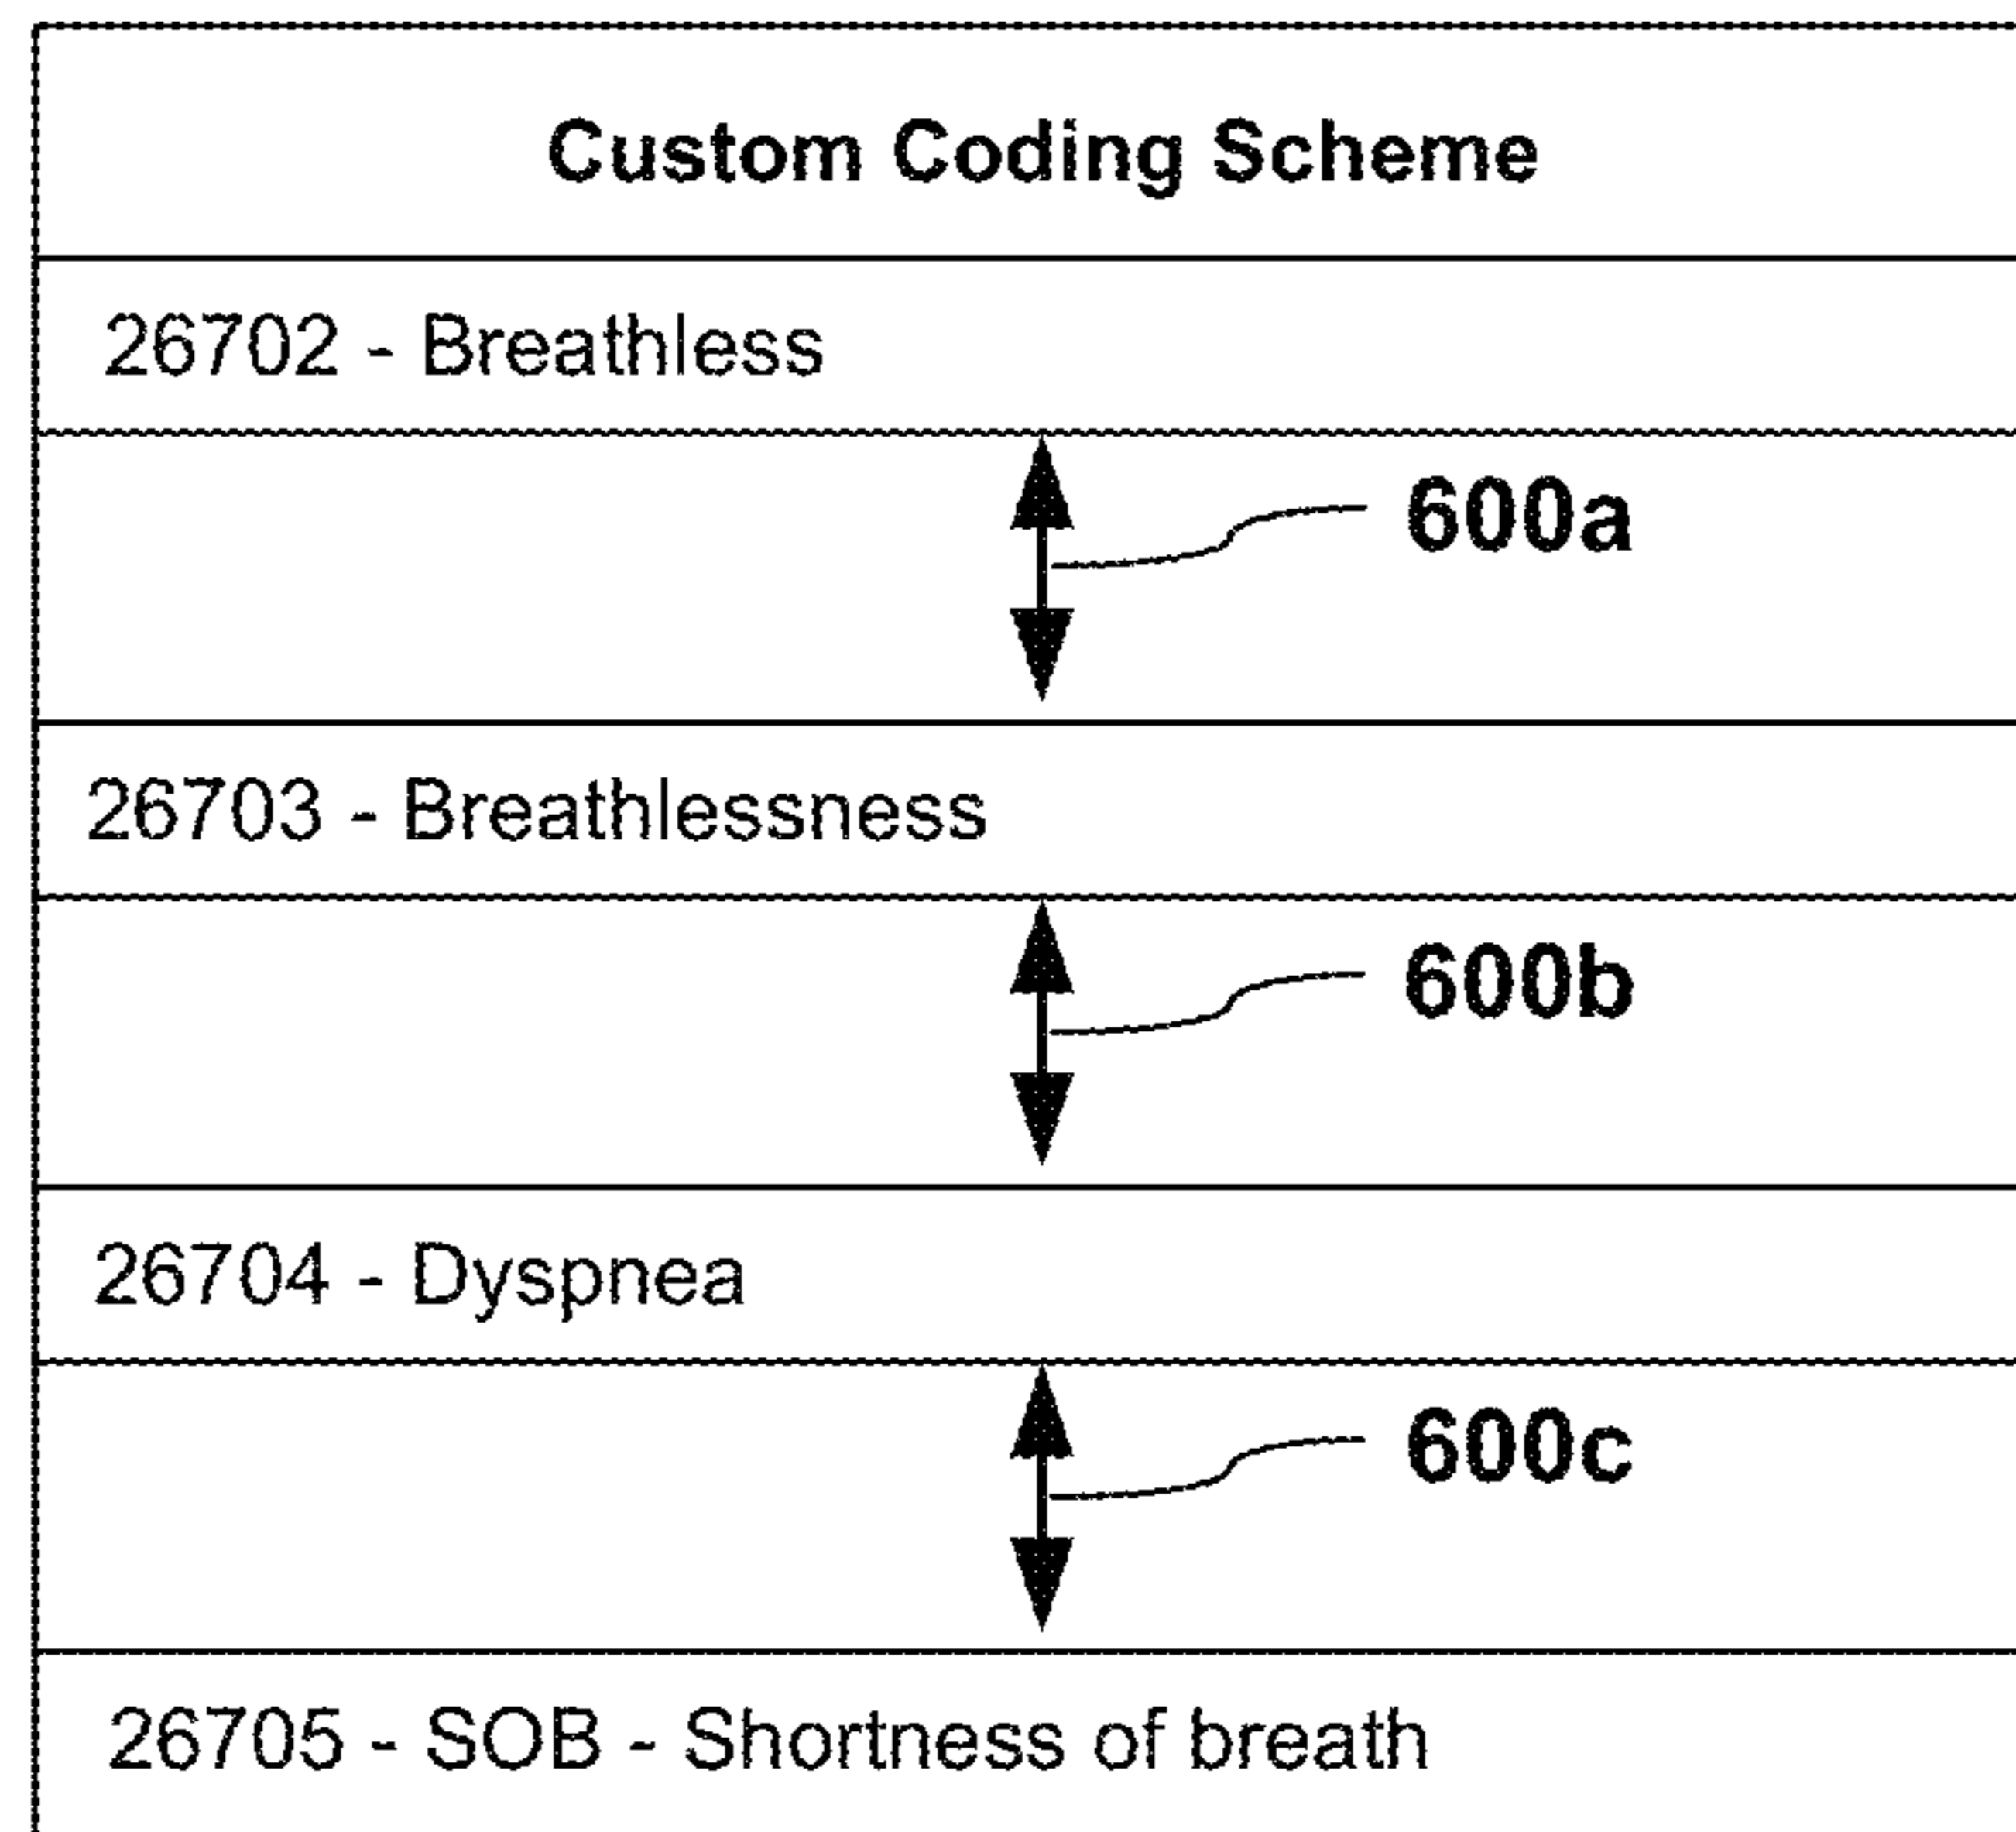 Custom Coding Scheme
26702 - Breathless
600a
26703 - Breathlessness
600b
26704 - Dyspnea
600c
26705 - SOB - Shortness of breath